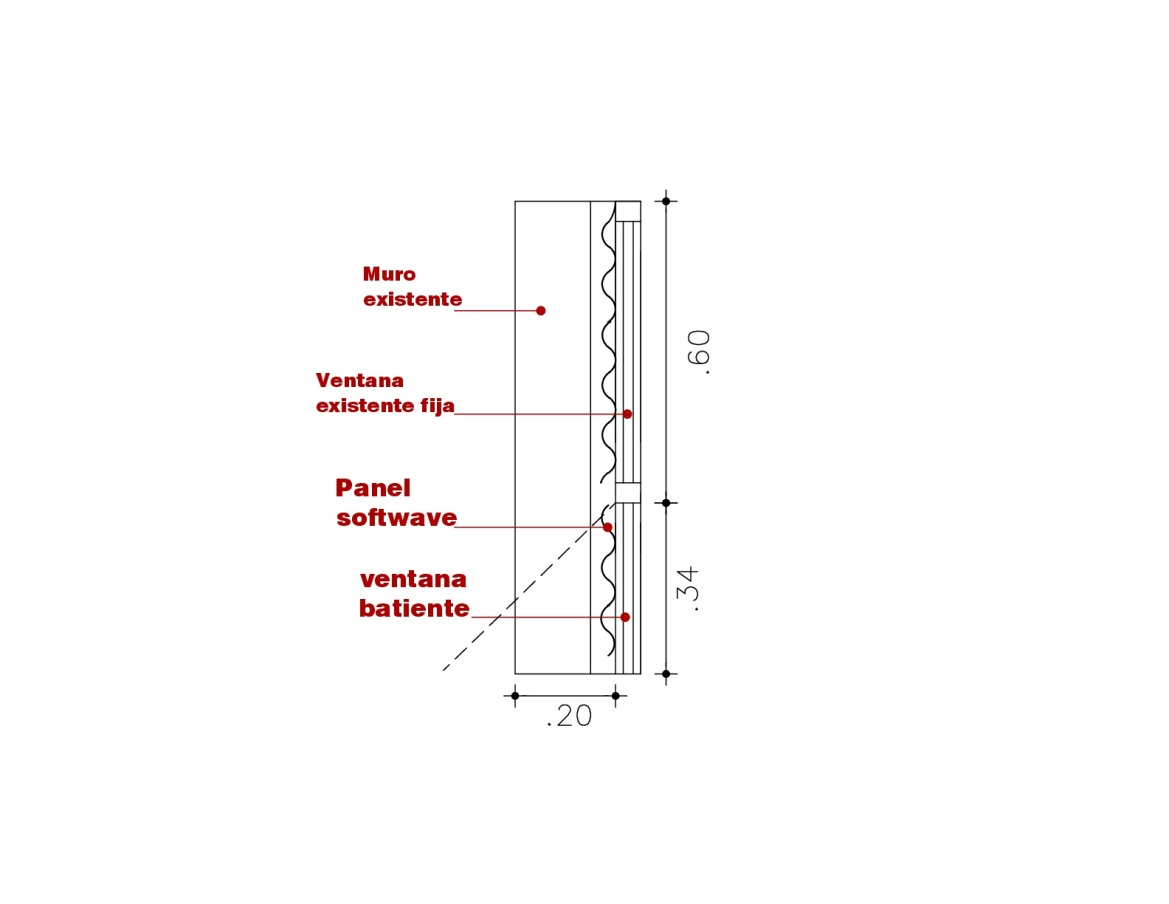 Muro
existente
.60
Ventana
existente fija
Panel
softwave
ventana
batiente
.34
.20